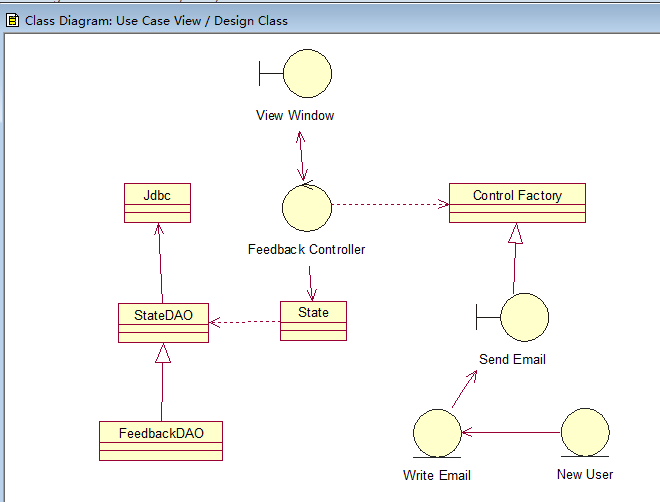 Class Diagram: Use Case View / Design Class
View Window
Jdbc
Control Factory
Feedback Controller
StateDAO
State
Send Email
FeedbackDAO
Write Email
New User